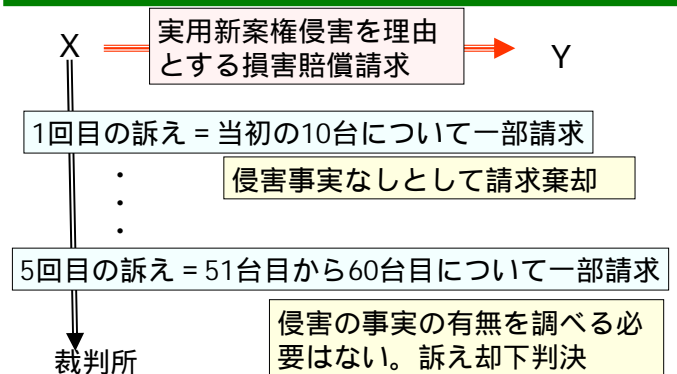 実用新案権侵害を理由
とする損害賠償請求
X
Y
1回目の訴え = 当初の10台について一部請求
・
・
・
侵害事実なしとして請求棄却
5回目の訴え = 51台目から60台目について一部請求
侵害の事実の有無を調べる必
要はない。訴え却下判決
裁判所